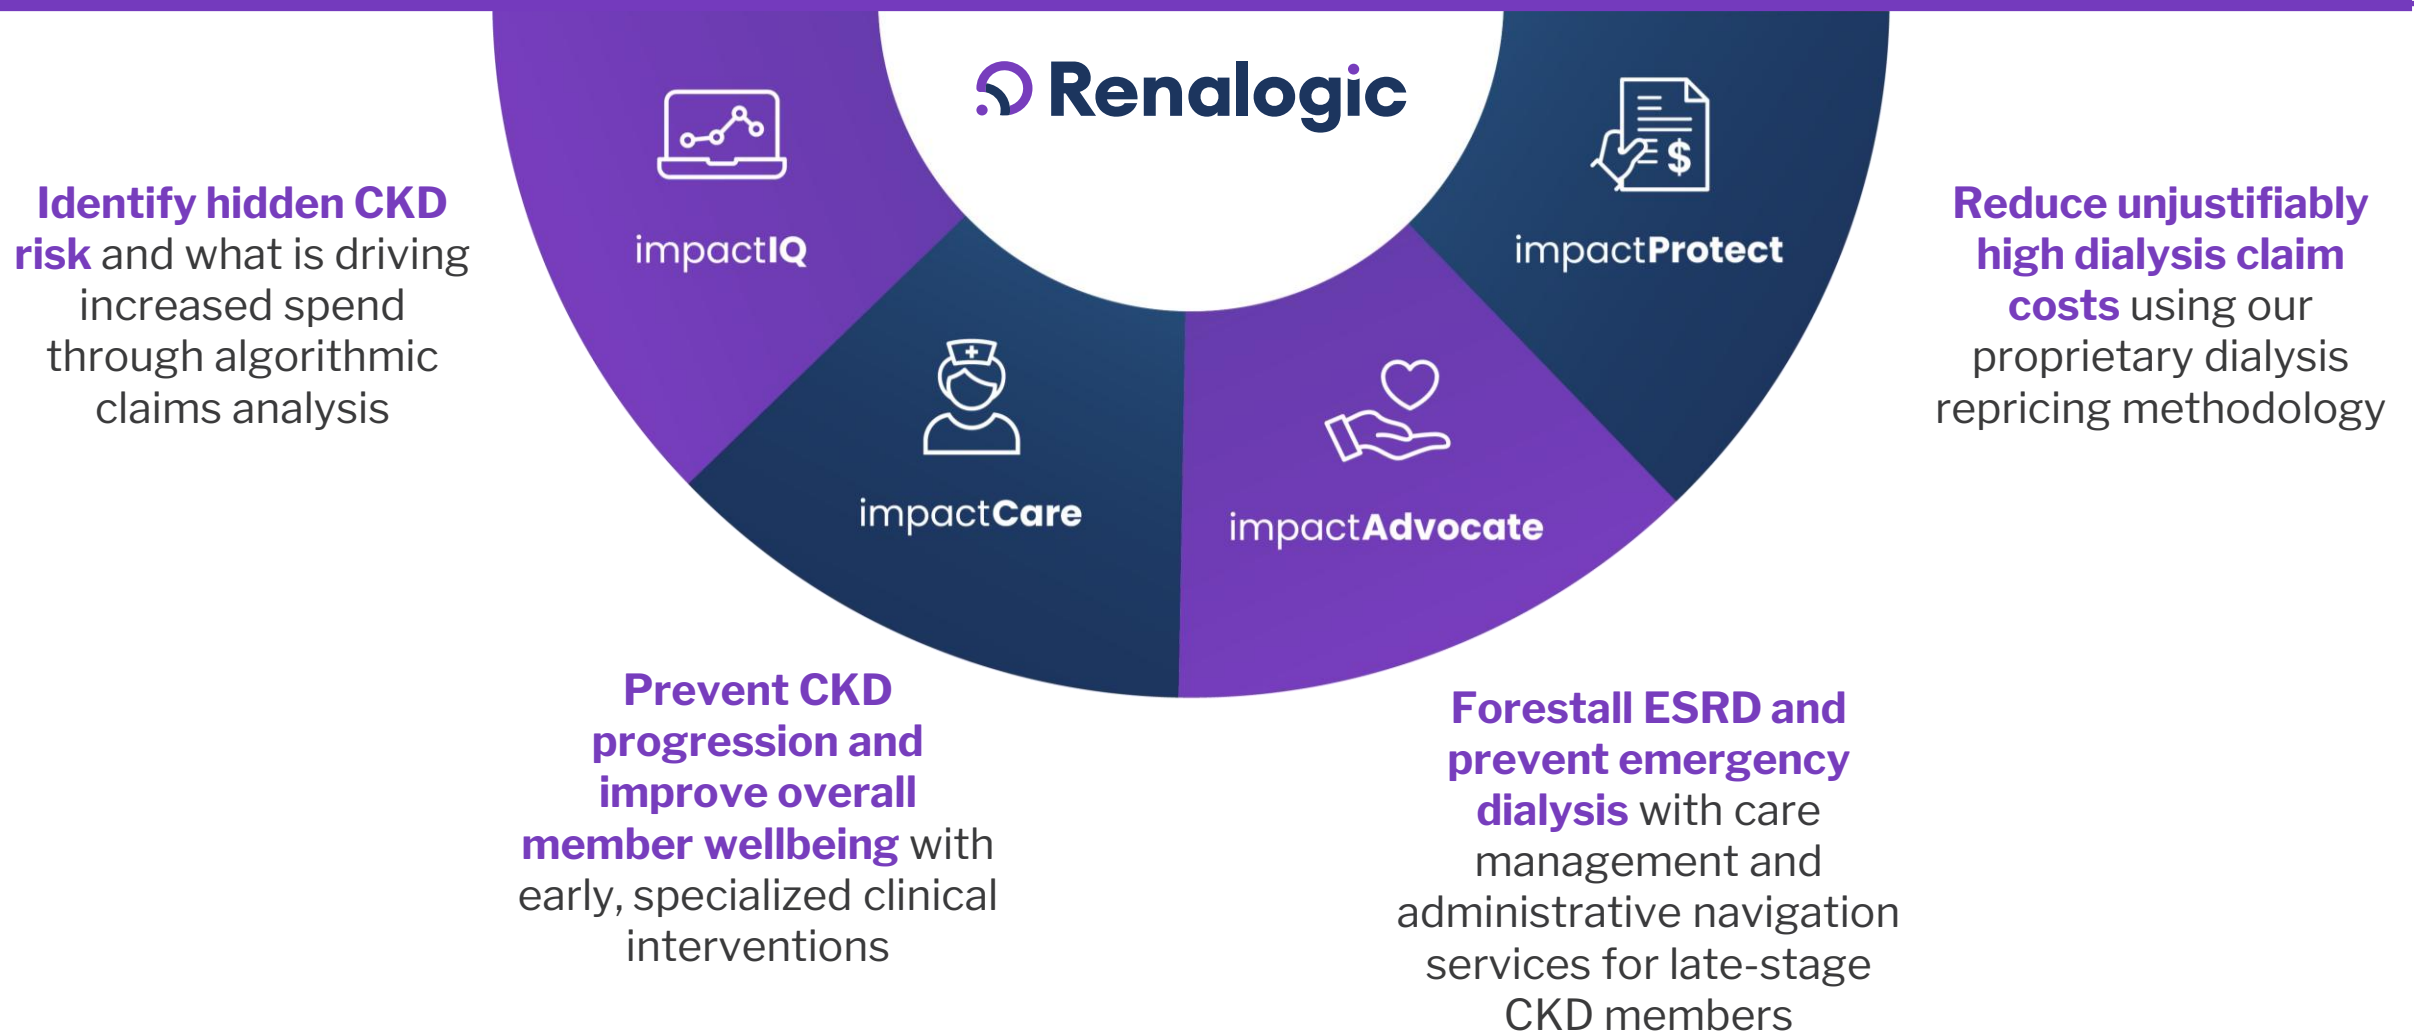 Renalogic
Identify hidden CKD
risk and what is driving
increased spend
through algorithmic
claims analysis
impactIQ
impactCare
Prevent CKD
progression and
improve overall
member wellbeing with
early, specialized clinical
interventions
impactAdvocate
Forestall ESRD and
prevent emergency
dialysis with care
management and
administrative navigation
services for late-stage
CKD members
$
impactProtect
Reduce unjustifiably
high dialysis claim
costs using our
proprietary dialysis
repricing methodology